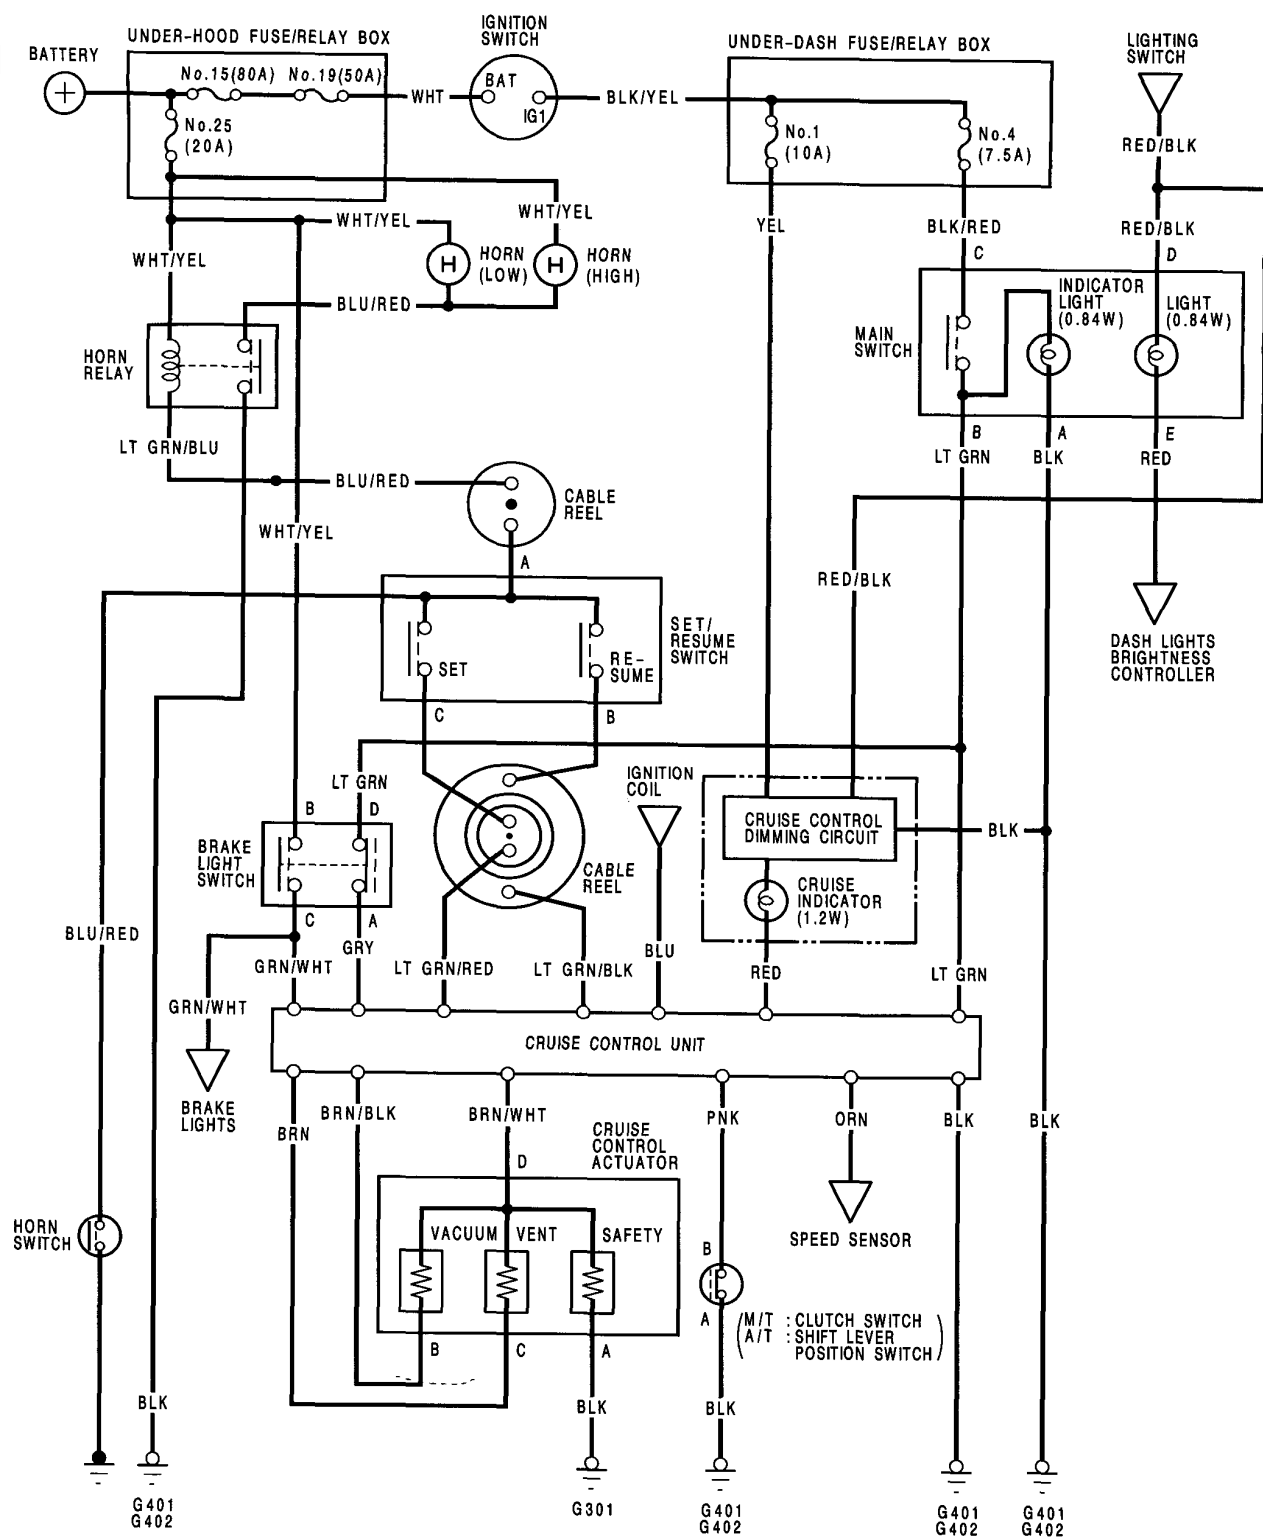 UNDER-HOOD FUSE/RELAY BOX
IGNITION
SWITCH
UNDER-DASH FUSE/RELAY BOX
LIGHTING
SWITCH
BATTERY
No.15(80A)
No.19(50A)
WHT
BAT
IG1
BLK/YEL
No.25
(20A)
No.1
(10A)
No.4
(7.5A)
RED/BLK
WHT/YEL
WHT/YEL
WHT/YEL
YEL
BLK/RED
RED/BLK
C
D
H
HORN
(LOW)
H
HORN
(HIGH)
BLU/RED
INDICATOR
LIGHT
(0.84W)
LIGHT
(0.84W)
MAIN
SWITCH
HORN
RELAY
B
A
E
LT GRN/BLU
LT GRN
BLK
RED
BLU/RED
CABLE
REEL
WHT/YEL
A
RED/BLK
SET/
RESUME
SWITCH
SET
RE-
SUME
DASH LIGHTS
BRIGHTNESS
CONTROLLER
C
B
LT GRN
IGNITION
COIL
B
D
BRAKE
LIGHT
SWITCH
CRUISE CONTROL
DIMMING CIRCUIT
BLK
CABLE
REEL
CRUISE
INDICATOR
(1.2W)
C
A
BLU/RED
GRN/WHT
GRY
LT GRN/RED
LT GRN/BLK
BLU
RED
LT GRN
GRN/WHT
CRUISE CONTROL UNIT
BRAKE
LIGHTS
BRN
BRN/BLK
BRN/WHT
PNK
ORN
BLK
BLK
CRUISE
CONTROL
ACTUATOR
D
HORN
SWITCH
VACUUM
VENT
SAFETY
SPEED SENSOR
B
A
(M/T : CLUTCH SWITCH
A/T : SHIFT LEVER
POSITION SWITCH)
B
C
A
BLK
BLK
BLK
G401
G402
G301
G401
G402
G401
G402
G401
G402